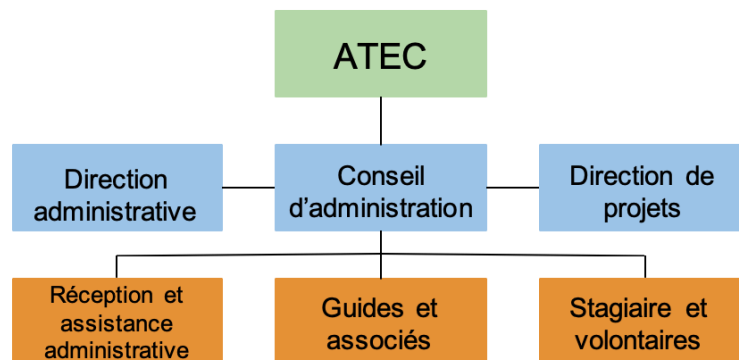 ATEC
Direction
administrative
Conseil
d'administration
Direction de
projets
Réception et
assistance
administrative
Guides et
associés
Stagiaire et
volontaires